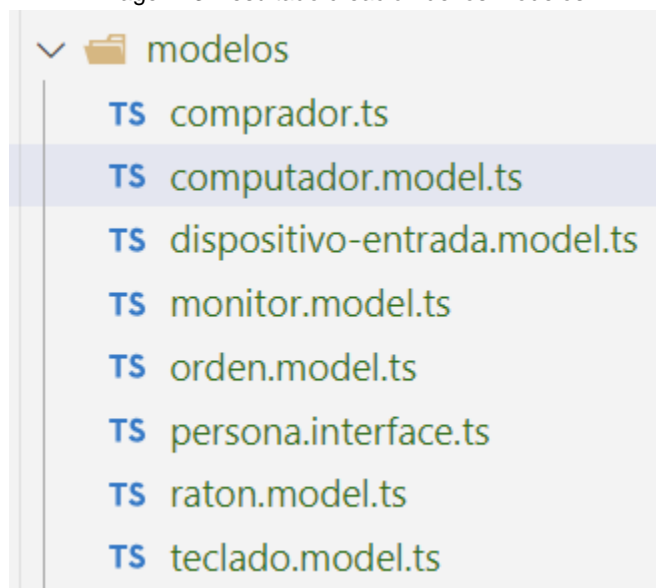 modelos
TS comprador.ts
TS computador.model.ts
TS dispositivo-entrada.model.ts
TS monitor.model.ts
TS orden.model.ts
TS persona.interface.ts
TS raton.model.ts
TS teclado.model.ts